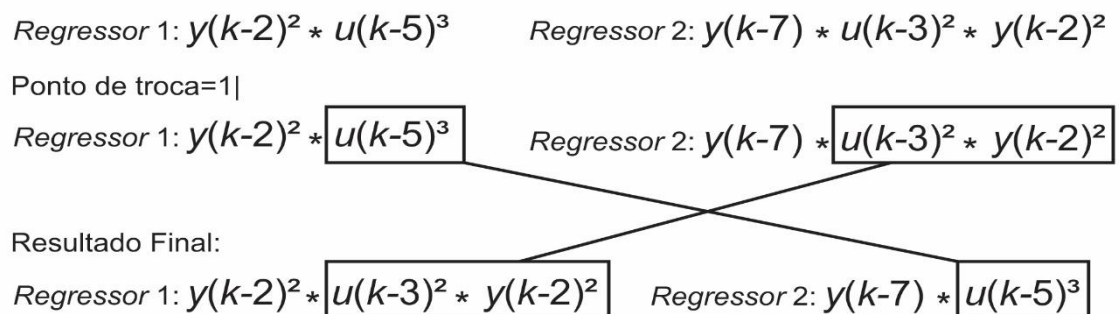 Regressor 1: y(k-2)² * u(k-5)³ Regressor 2: y(k-7) * u(k-3)² * y(k-2)²
Ponto de troca=1|
Regressor 1: y(k-2)² * u(k-5)³ Regressor 2: y(k-7) * u(k-3)² * y(k-2)²
Resultado Final:
Regressor 1: y(k-2)² * u(k-3)² * y(k-2)² Regressor 2: y(k-7) * u(k-5)³